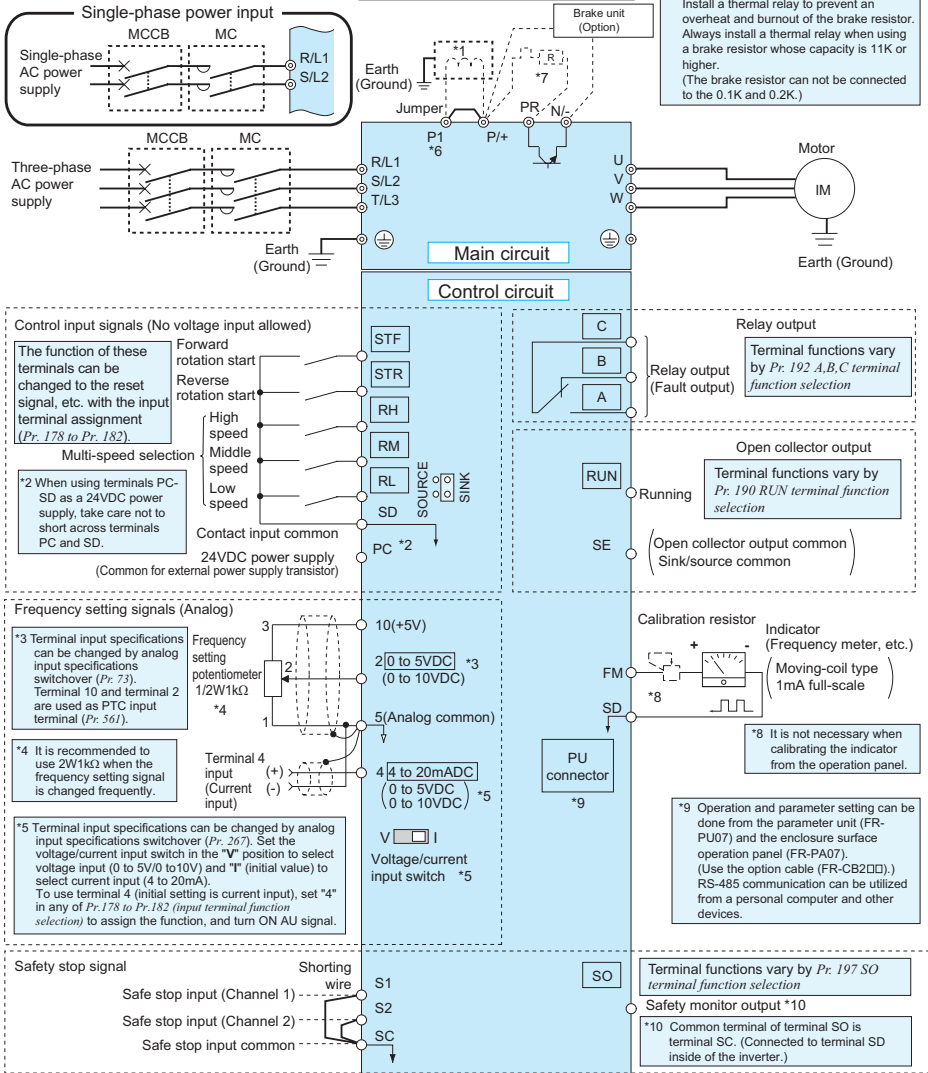 Single-phase power input
MCCB
MC
Single-phase
AC power
supply
R/L1
S/L2
Earth
(Ground)
*1
Brake unit
(Option)
R
*7
Jumper
P1
*6
P/+
PR
N/-
Install a thermal relay to prevent an
overheat and burnout of the brake resistor.
Always install a thermal relay when using
a brake resistor whose capacity is 11K or
higher.
(The brake resistor can not be connected
to the 0.1K and 0.2K.)
MCCB
MC
Three-phase
AC power
supply
R/L1
S/L2
T/L3
Earth
(Ground)
U
V
W
Motor
IM
Earth (Ground)
Main circuit
Control circuit
Control input signals (No voltage input allowed)
The function of these
terminals can be
changed to the reset
signal, etc. with the input
terminal assignment
(Pr. 178 to Pr. 182).
Forward
rotation start
Reverse
rotation start
Multi-speed selection
High
speed
Middle
speed
Low
speed
*2 When using terminals PC-
SD as a 24VDC power
supply, take care not to
short across terminals
PC and SD.
Contact input common
24VDC power supply
(Common for external power supply transistor)
STF
STR
RH
RM
RL
SD
PC *2
SOURCE
SINK
C
B
A
Relay output
Relay output
(Fault output)
Terminal functions vary
by Pr. 192 A,B,C terminal
function selection
Open collector output
RUN
Running
Terminal functions vary by
Pr. 190 RUN terminal function
selection
SE
Open collector output common
Sink/source common
Frequency setting signals (Analog)
*3 Terminal input specifications
can be changed by analog
input specifications
switchover (Pr. 73).
Terminal 10 and terminal 2
are used as PTC input
terminal (Pr. 561).
*4 It is recommended to
use 2W1kΩ when the
frequency setting signal
is changed frequently.
Frequency
setting
potentiometer
1/2W1kΩ
*4
3
2
1
10(+5V)
2 0 to 5VDC *3
(0 to 10VDC)
5(Analog common)
Terminal 4
input
(Current
input)
(+)
(-)
4 4 to 20mADC
(0 to 5VDC
0 to 10VDC) *5
*5 Terminal input specifications can be changed by analog
input specifications switchover (Pr. 267). Set the
voltage/current input switch in the "V" position to select
voltage input (0 to 5V/0 to10V) and "I" (initial value) to
select current input (4 to 20mA).
To use terminal 4 (initial setting is current input), set "4"
in any of Pr.178 to Pr.182 (input terminal function
selection) to assign the function, and turn ON AU signal.
V I
Voltage/current
input switch *5
Calibration resistor
FM
SD
*8
+ -
Indicator
(Frequency meter, etc.)
Moving-coil type
1mA full-scale
*8 It is not necessary when
calibrating the indicator
from the operation panel.
PU
connector
*9
*9 Operation and parameter setting can be
done from the parameter unit (FR-
PU07) and the enclosure surface
operation panel (FR-PA07).
(Use the option cable (FR-CB2□□).)
RS-485 communication can be utilized
from a personal computer and other
devices.
Safety stop signal
Shorting
wire
Safe stop input (Channel 1)
Safe stop input (Channel 2)
Safe stop input common
S1
S2
SC
SO
Terminal functions vary by Pr. 197 SO
terminal function selection
Safety monitor output *10
*10 Common terminal of terminal SO is
terminal SC. (Connected to terminal SD
inside of the inverter.)